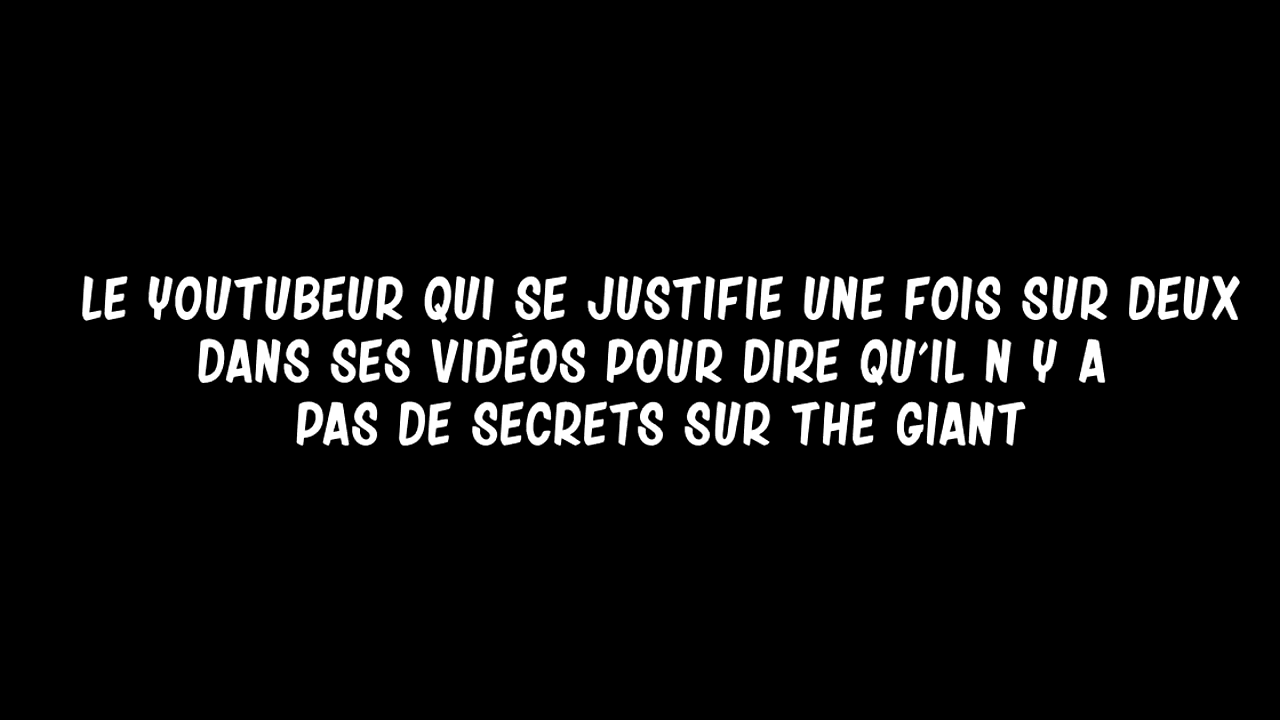 LE YOUTUBEUR QUI SE JUSTIFIE UNE FOIS SUR DEUX
DANS SES VIDÉOS POUR DIRE QU'IL N Y A
PAS DE SECRETS SUR THE GIANT